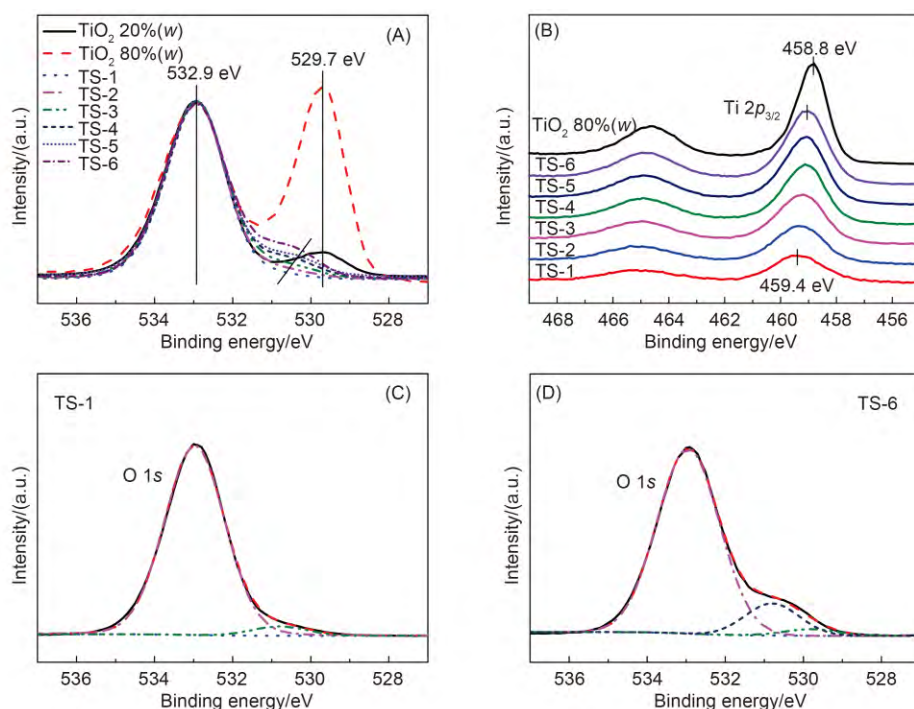 (A)
TiO2 20%(w)
TiO2 80%(w)
TS-1
TS-2
TS-3
TS-4
TS-5
TS-6
532.9 eV
529.7 eV
Intensity/(a.u.)
536 534 532 530 528
Binding energy/eV
(B)
458.8 eV
Ti 2p3/2
TiO2 80%(w)
TS-6
TS-5
TS-4
TS-3
TS-2
TS-1
459.4 eV
Intensity/(a.u.)
468 466 464 462 460 458 456
Binding energy/eV
TS-1
(C)
O 1s
Intensity/(a.u.)
536 534 532 530 528
Binding energy/eV
(D)
TS-6
O 1s
Intensity/(a.u.)
536 534 532 530 528
Binding energy/eV